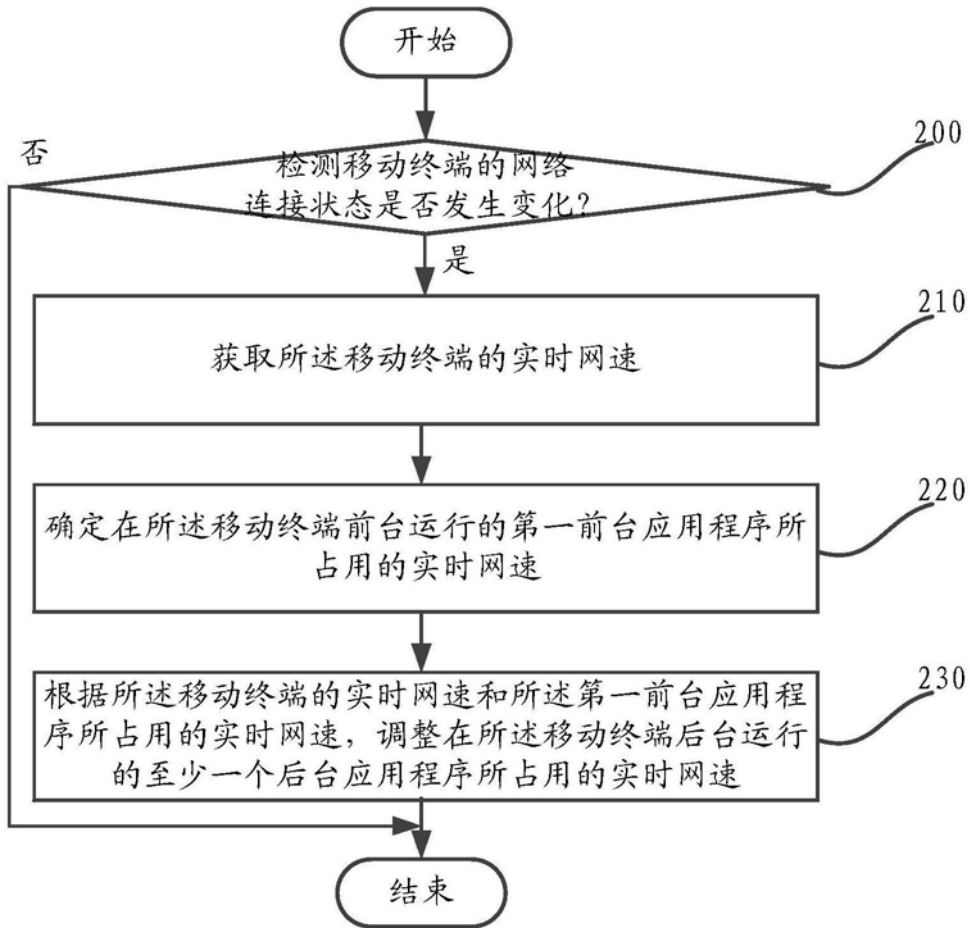 开始
200
否
检测移动终端的网络
连接状态是否发生变化?
是
210
获取所述移动终端的实时网速
220
确定在所述移动终端前台运行的第一前台应用程序所
占用的实时网速
230
根据所述移动终端的实时网速和所述第一前台应用程
序所占用的实时网速，调整在所述移动终端后台运行
的至少一个后台应用程序所占用的实时网速
结束